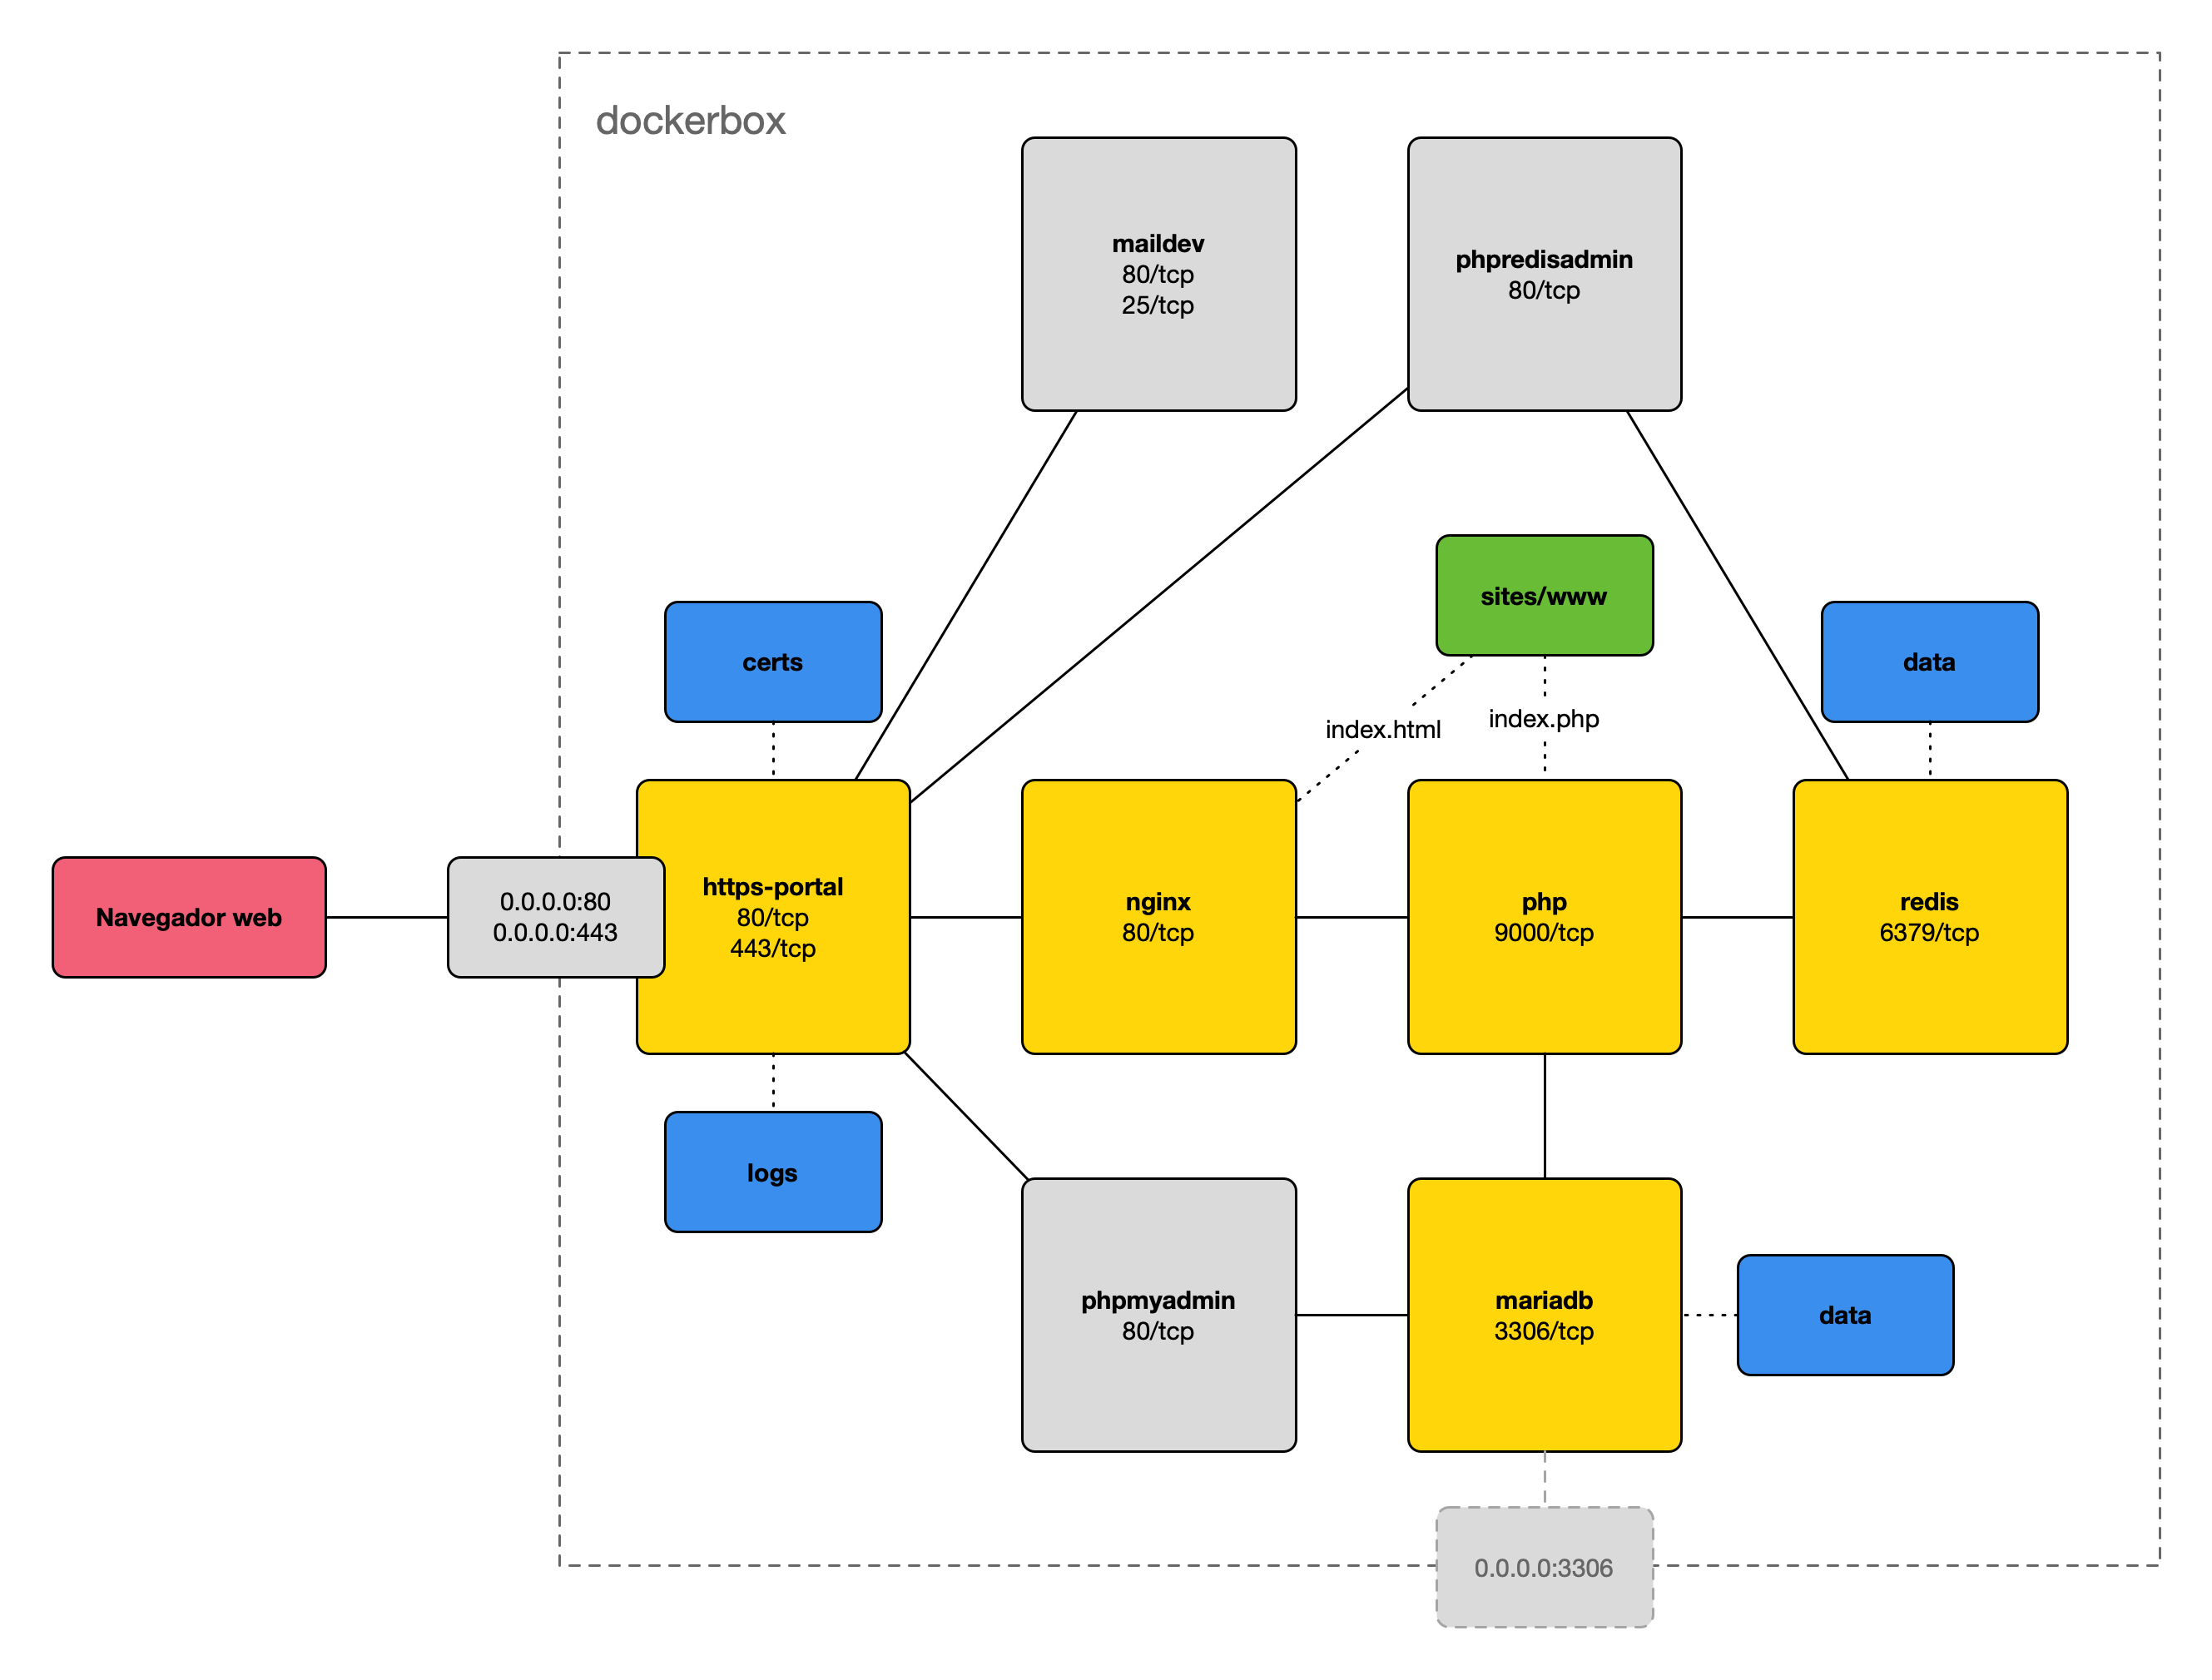 dockerbox
maildev
80/tcp
25/tcp
phpredisadmin
80/tcp
sites/www
certs
data
index.html
index.php
Navegador web
0.0.0.0:80
0.0.0.0:443
https-portal
80/tcp
443/tcp
nginx
80/tcp
php
9000/tcp
redis
6379/tcp
logs
phpmyadmin
80/tcp
mariadb
3306/tcp
data
0.0.0.0:3306